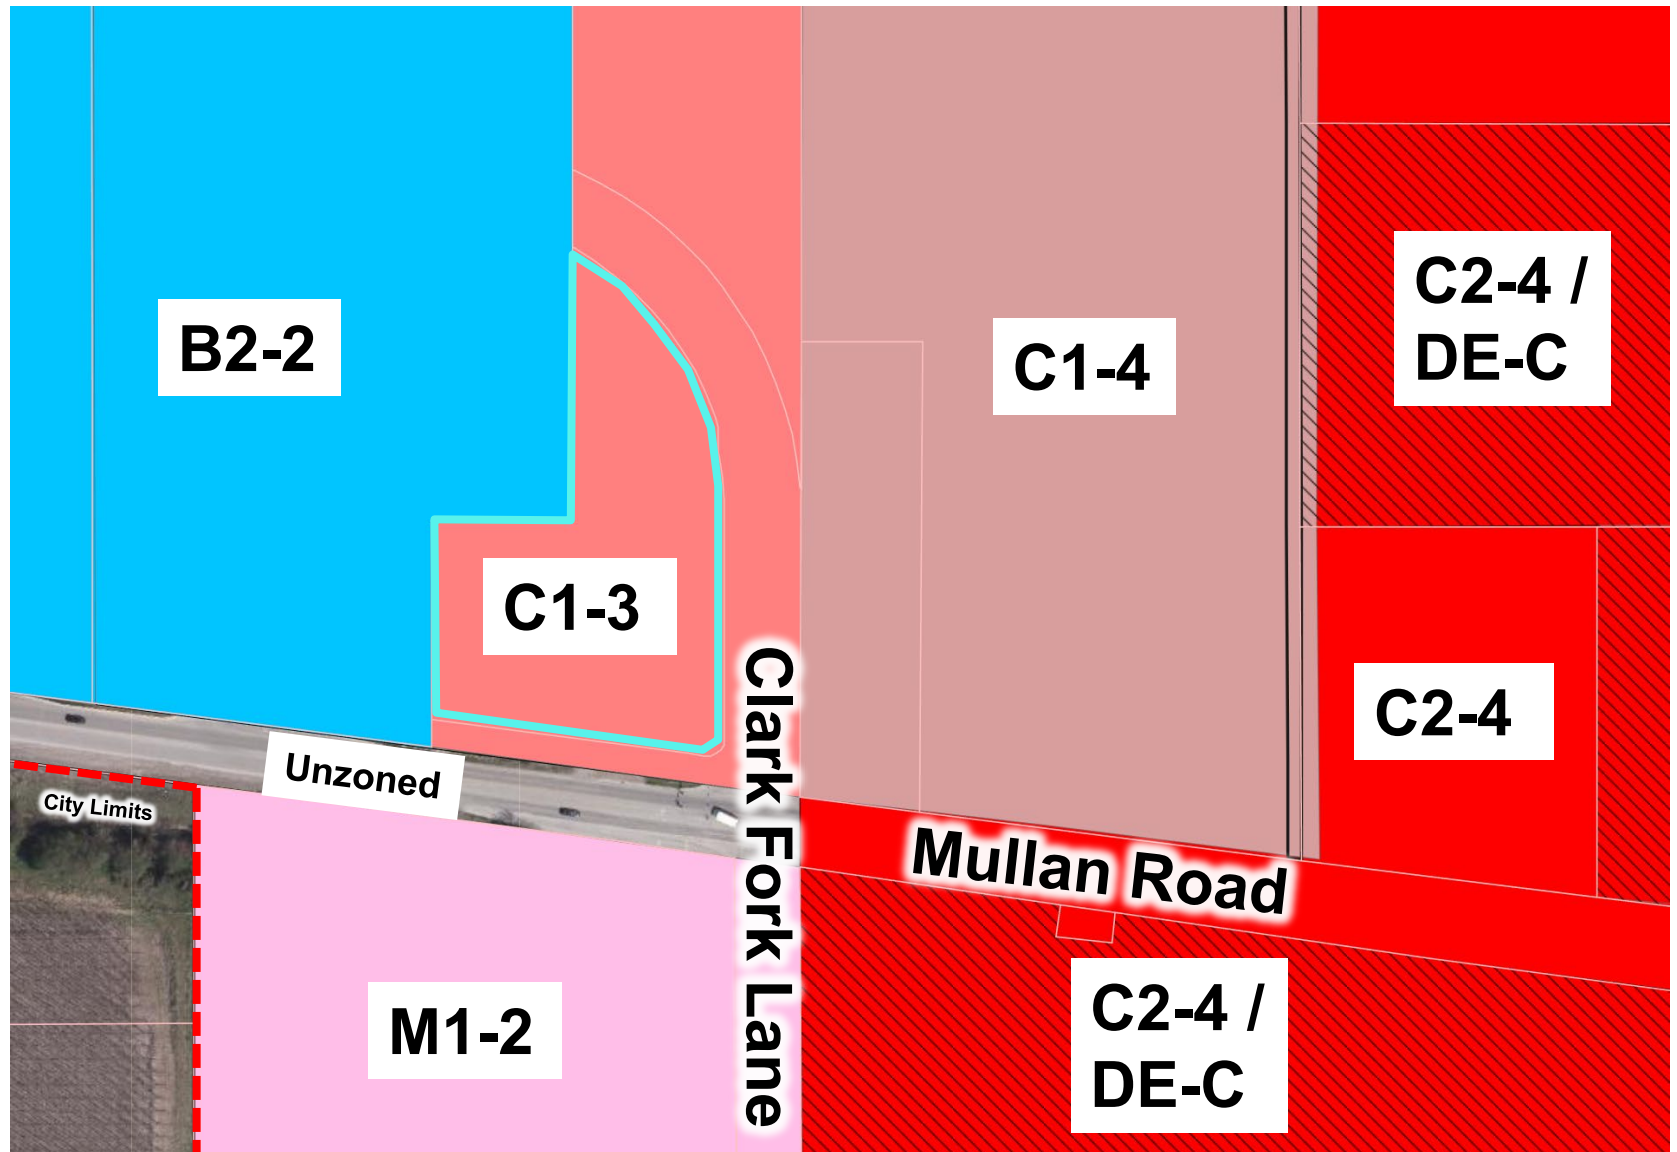 C2-4 /
DE-C
B2-2
C1-4
C1-3
C2-4
Clark Fork Lane
Unzoned
City Limits
Mullan Road
M1-2
C2-4 /
DE-C